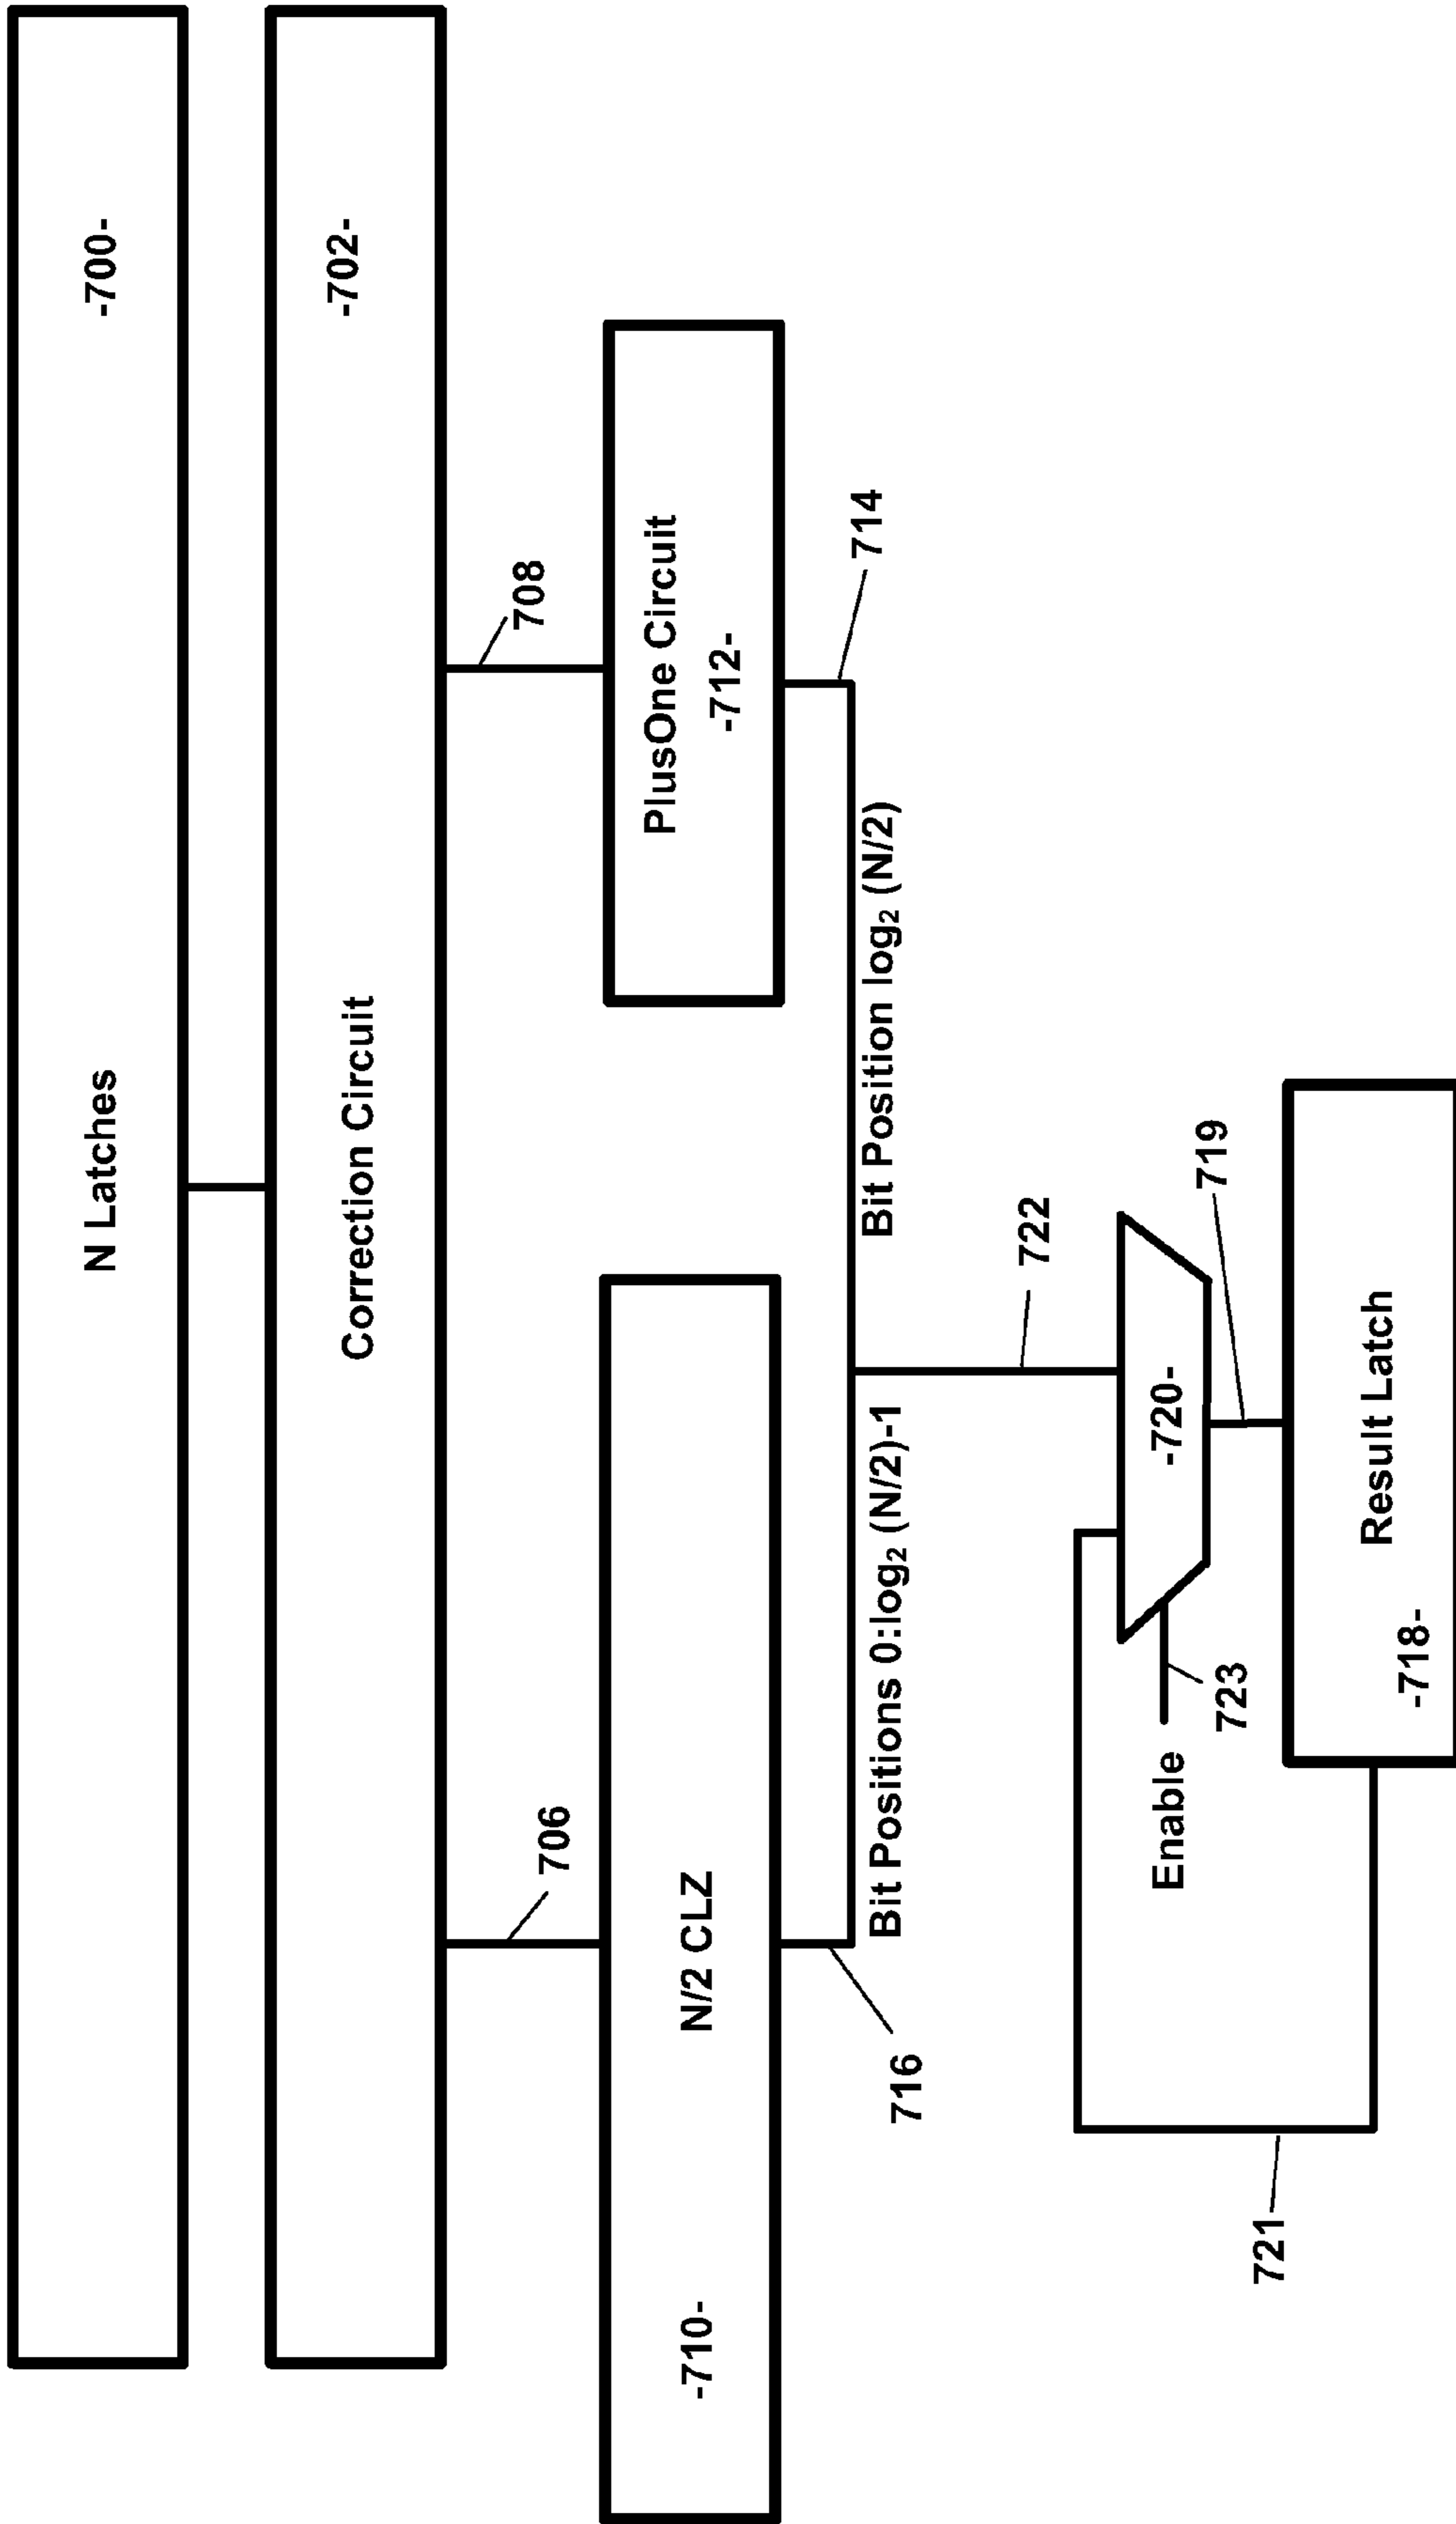 N Latches
-700-
Correction Circuit
-702-
706
708
N/2 CLZ
-710-
PlusOne Circuit
-712-
716
714
Bit Positions 0:log₂ (N/2)-1
Bit Position log₂ (N/2)
722
721
Enable
723
-720-
719
Result Latch
-718-